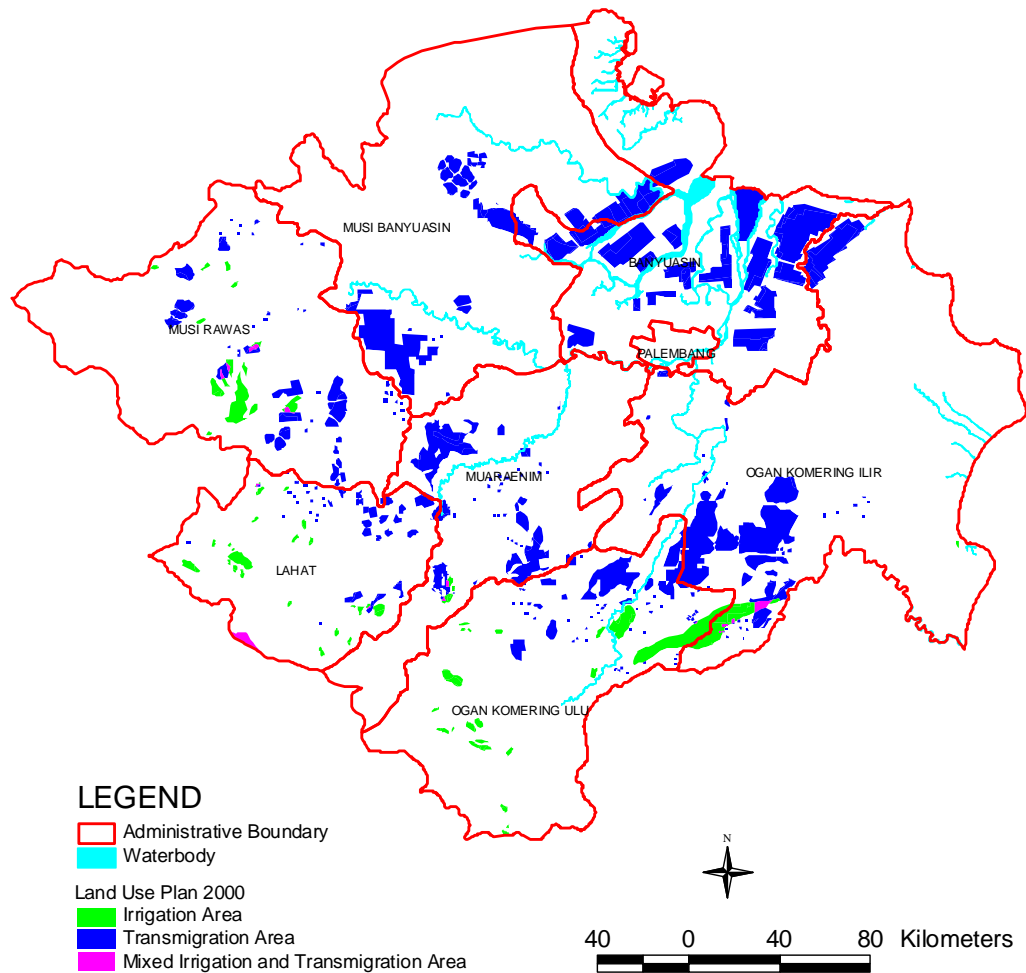 MUSI BANYUASIN
BANYUASIN
MUSI RAWAS
PALEMBANG
MUARAENIM
OGAN KOMERING ILIR
LAHAT
OGAN KOMERING ULU
LEGEND
Administrative Boundary
Waterbody
Land Use Plan 2000
Irrigation Area
Transmigration Area
Mixed Irrigation and Transmigration Area
N
40 0 40 80 Kilometers